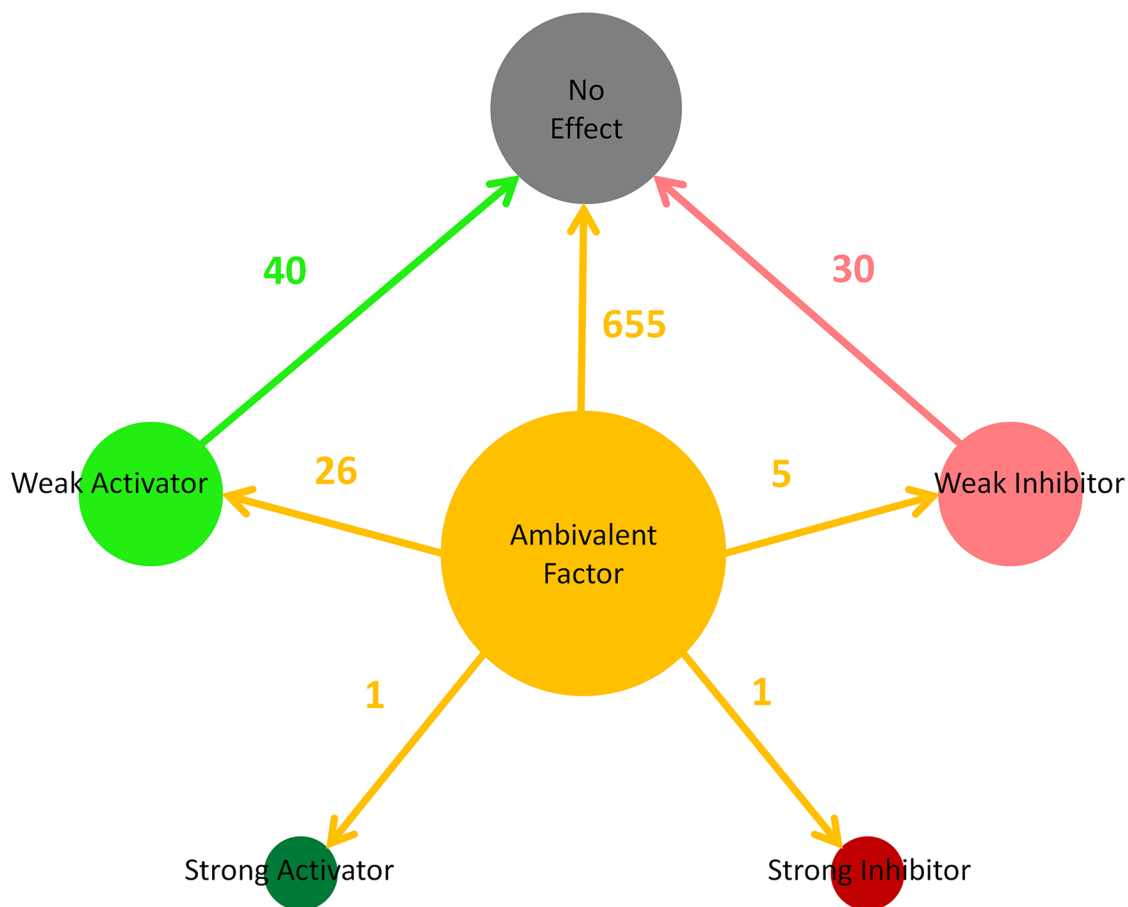 No
Effect
40
30
655
Weak Activator
26
5
Weak Inhibitor
Ambivalent
Factor
1
1
Strong Activator
Strong Inhibitor